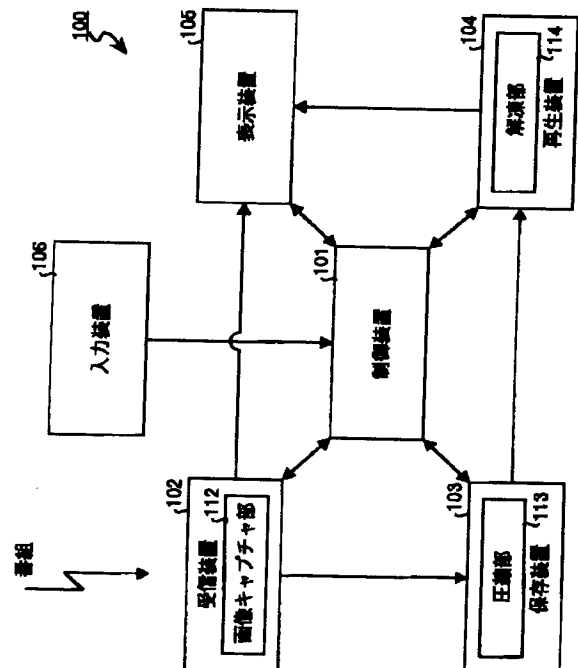 100
番組
入力装置
106
受信装置
102
画像キャプチャ部
112
表示装置
105
制御装置
101
圧縮部
113
保存装置
103
解凍部
114
再生装置
104